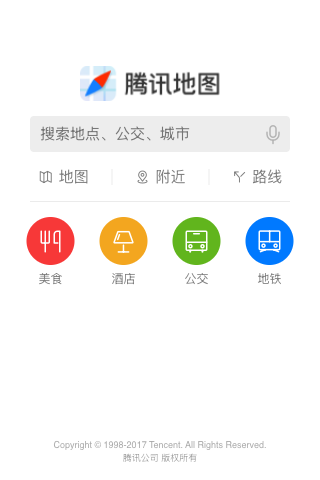 腾讯地图
搜索地点、公交、城市
地图 附近 路线
美食 酒店 公交 地铁
Copyright © 1998-2017 Tencent. All Rights Reserved.
腾讯公司 版权所有